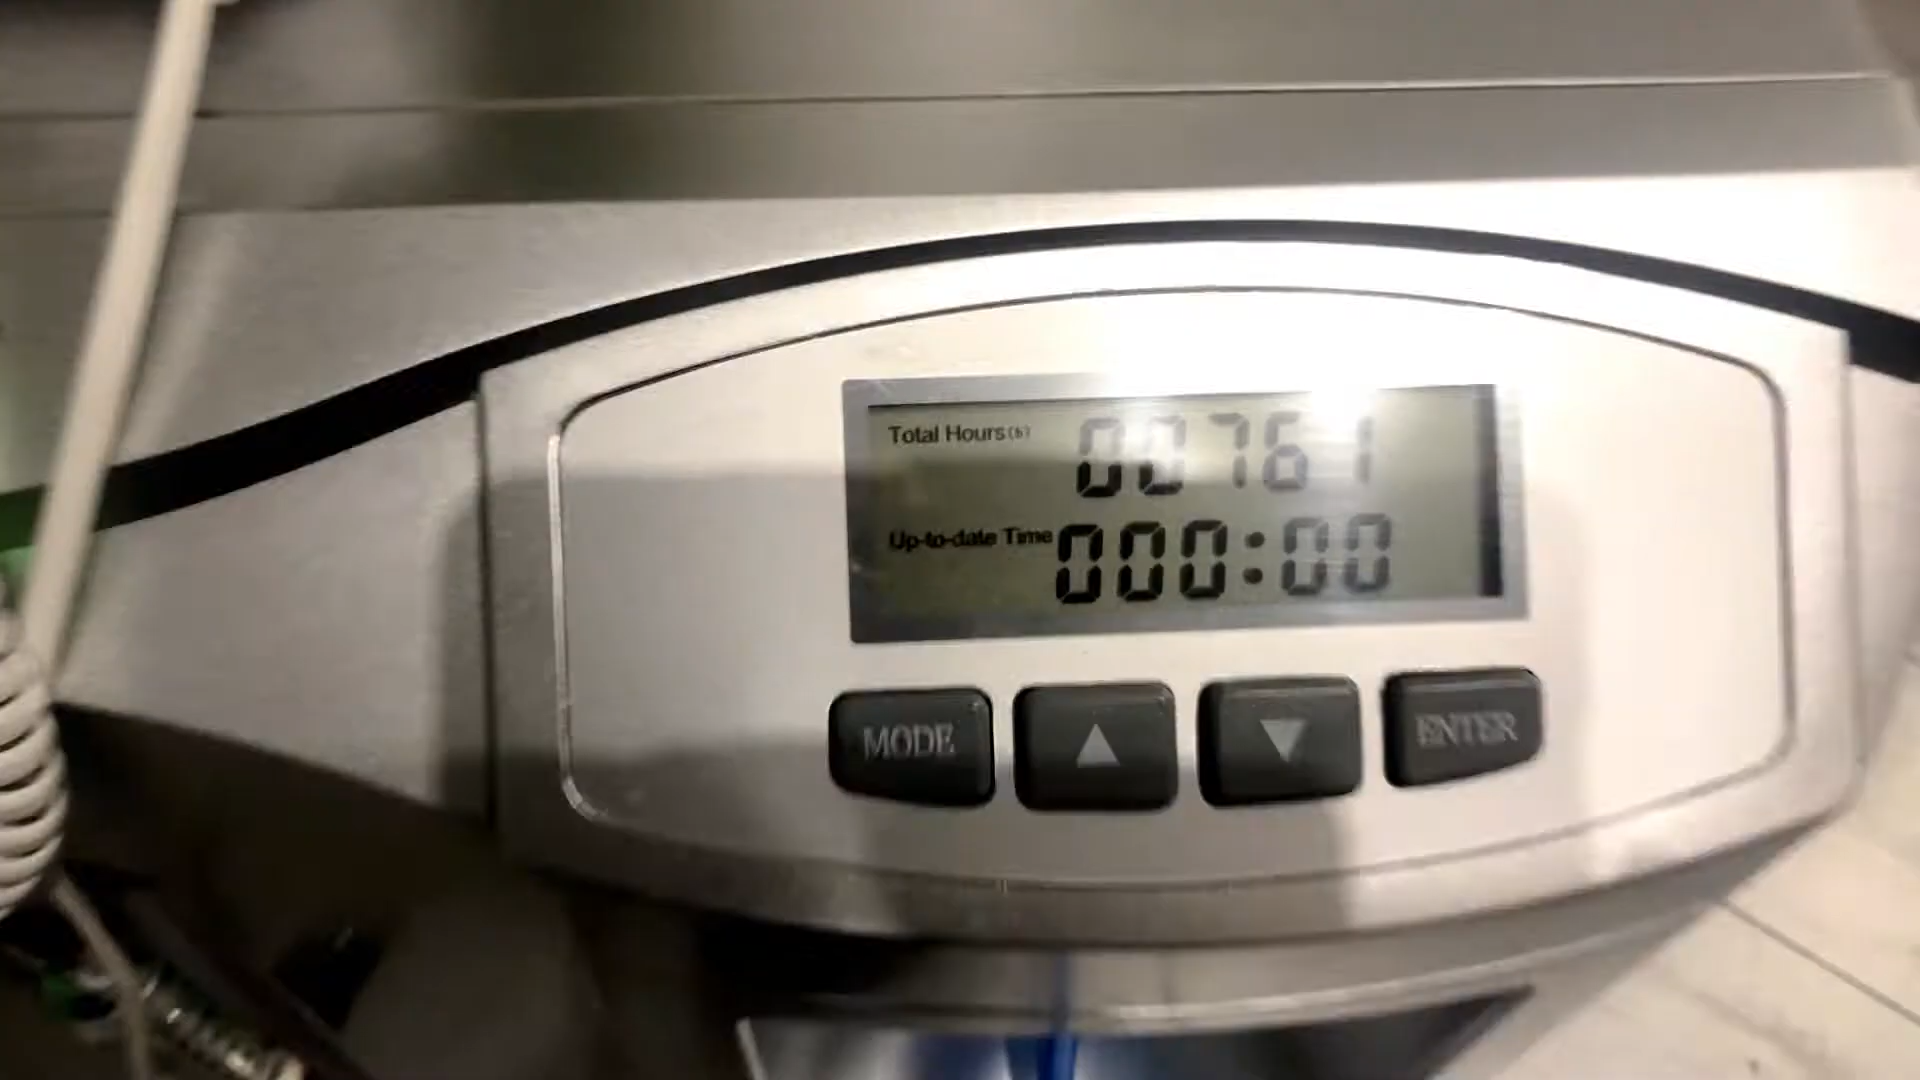 Total Hours(h) 00761
Up-to-date Time 000:00
MODE ▲ ▼ ENTER